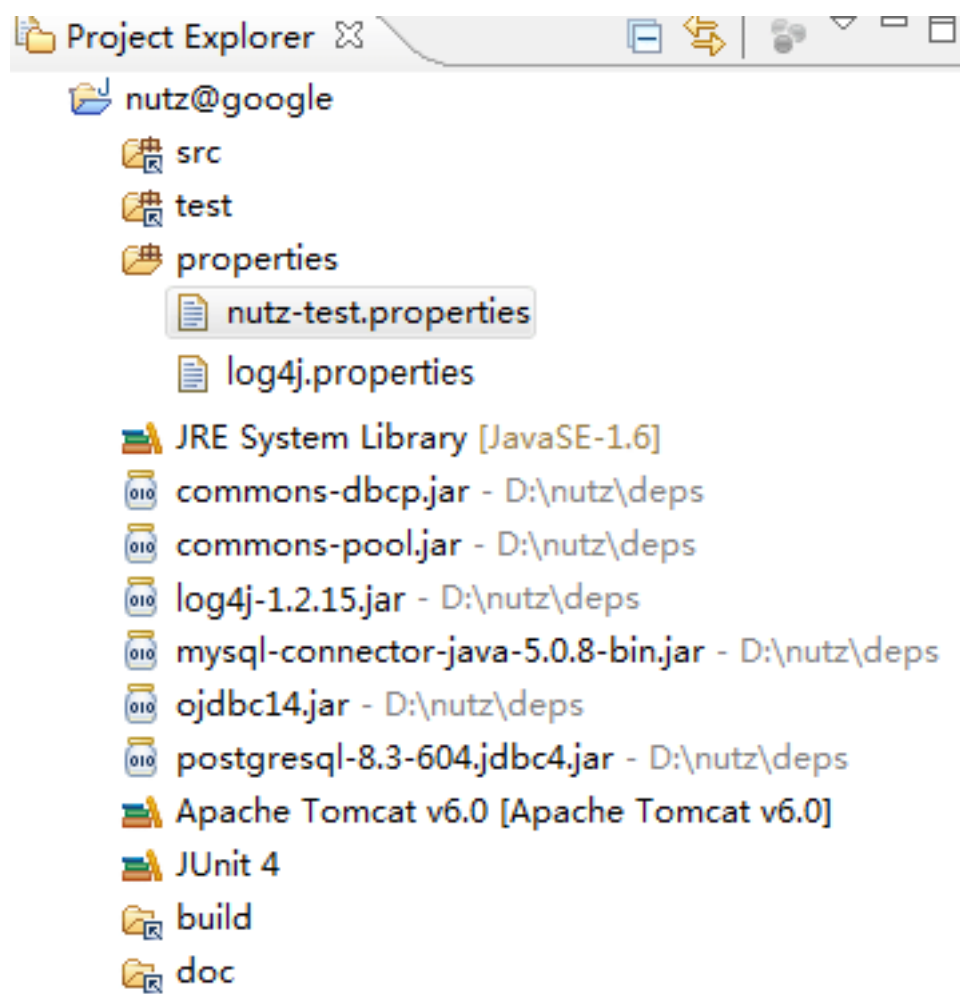 Project Explorer
nutz@google
src
test
properties
nutz-test.properties
log4j.properties
JRE System Library [JavaSE-1.6]
commons-dbcp.jar - D:\nutz\deps
commons-pool.jar - D:\nutz\deps
log4j-1.2.15.jar - D:\nutz\deps
mysql-connector-java-5.0.8-bin.jar - D:\nutz\deps
ojdbc14.jar - D:\nutz\deps
postgresql-8.3-604.jdbc4.jar - D:\nutz\deps
Apache Tomcat v6.0 [Apache Tomcat v6.0]
JUnit 4
build
doc